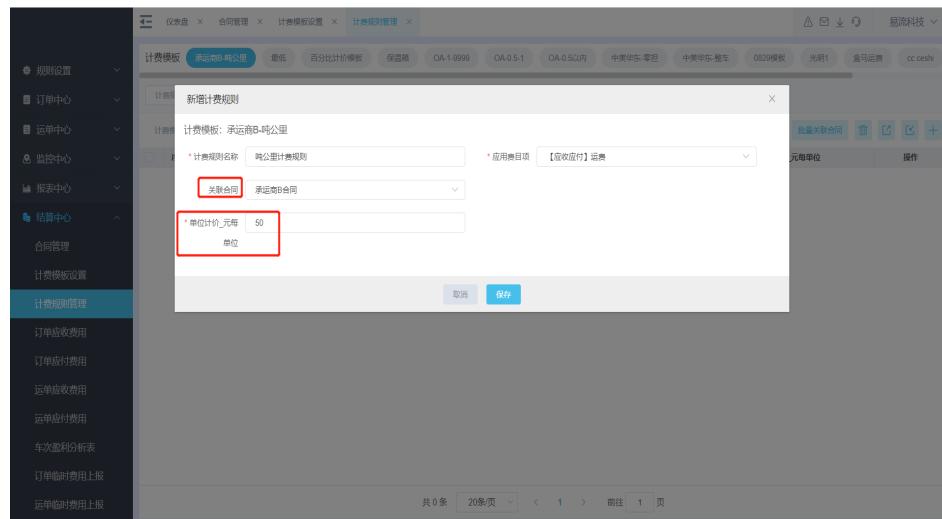 仪表盘 × 合同管理 × 计费模板设置 × 计费规则管理 ×
易流科技
计费模板 承运商B-吨公里 最低 百分比计价模板 保温箱 OA-1-9999 OA-0.5-1 OA-0.5以内 中美华东-零担 中美华东-整车 0829模板 光明1 盒马运费 cc ceshi
规则设置
订单中心
运单中心
监控中心
报表中心
结算中心
合同管理
计费模板设置
计费规则管理
订单应收费用
订单应付费用
运单应收费用
运单应付费用
车次盈利分析表
订单临时费用上报
运单临时费用上报
新增计费规则 ×
计费模板: 承运商B-吨公里
* 计费规则名称 吨公里计费规则
* 应用费目项 【应收应付】运费
关联合同 承运商B合同
* 单位计价_元每
单位
50
取消 保存
批量关联合同
元每单位 操作
共 0 条 20条/页 < 1 > 前往 1 页